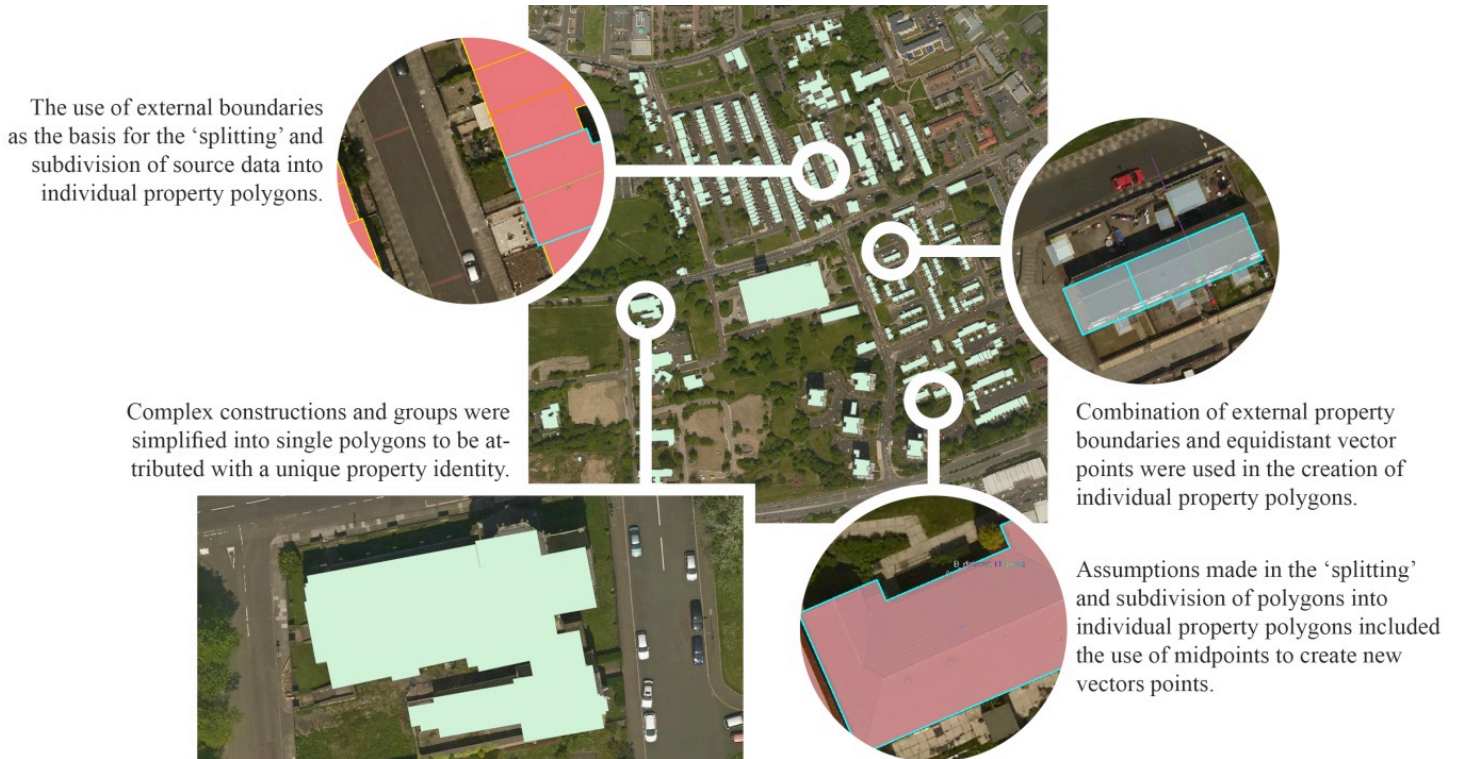 The use of external boundaries
as the basis for the ‘splitting’ and
subdivision of source data into
individual property polygons.
Complex constructions and groups were
simplified into single polygons to be at-
tributed with a unique property identity.
Combination of external property
boundaries and equidistant vector
points were used in the creation of
individual property polygons.
Assumptions made in the ‘splitting’
and subdivision of polygons into
individual property polygons included
the use of midpoints to create new
vectors points.